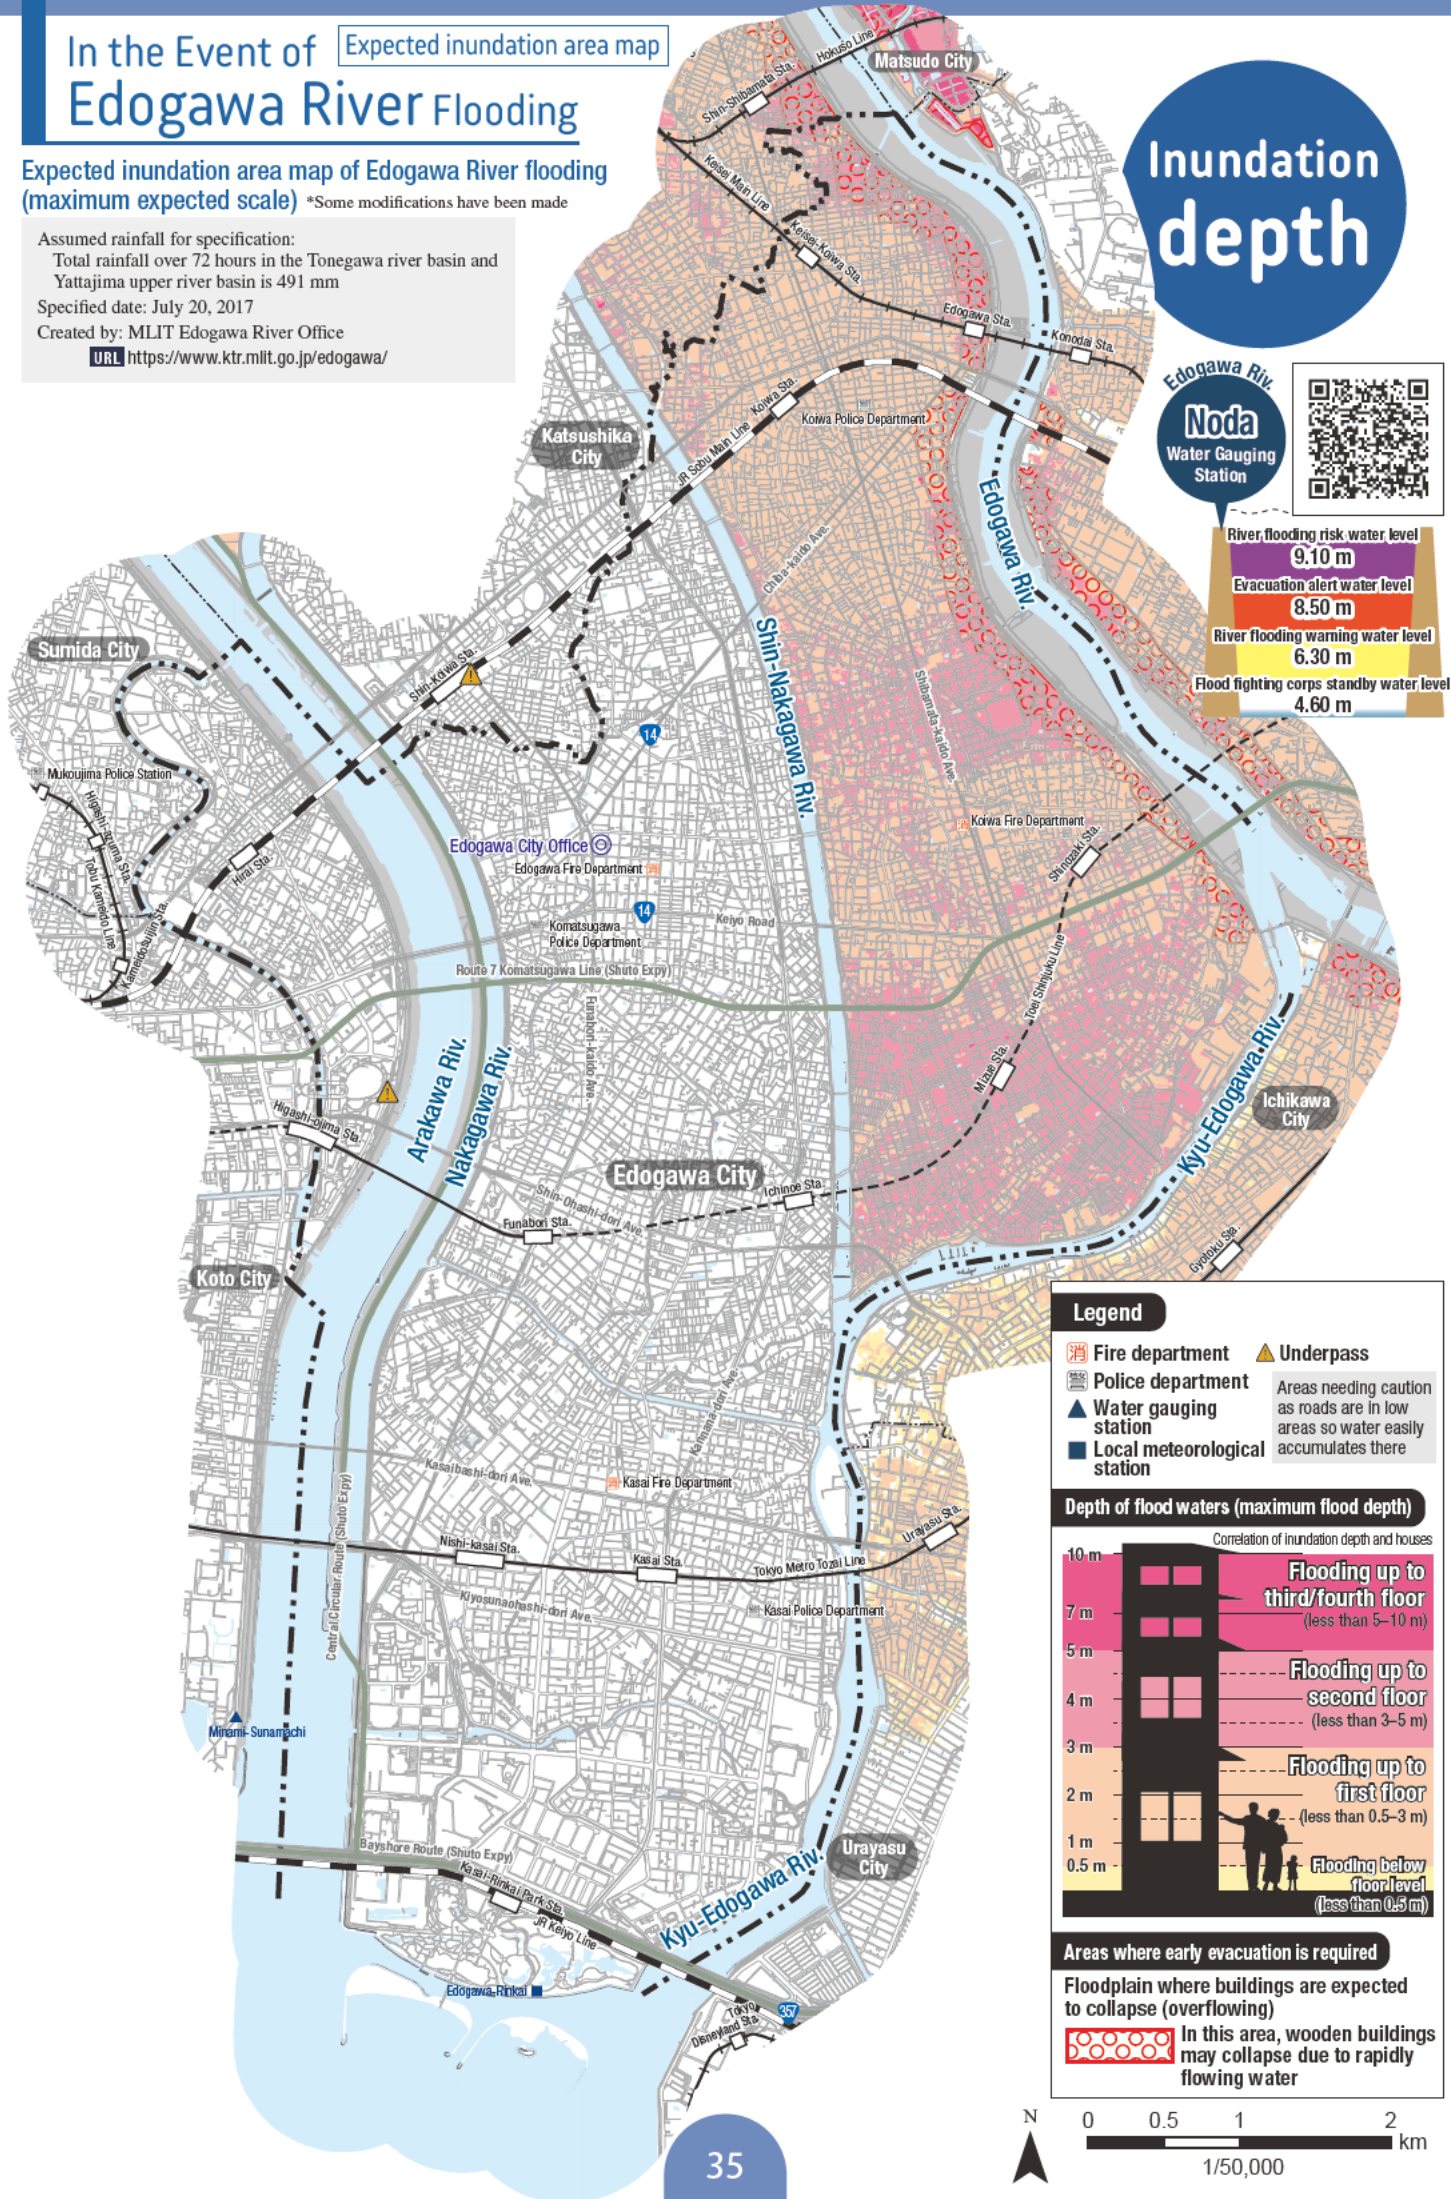 In the Event of
Expected inundation area map
Edogawa River Flooding
Expected inundation area map of Edogawa River flooding
(maximum expected scale) *Some modifications have been made
Assumed rainfall for specification:
Total rainfall over 72 hours in the Tonegawa river basin and
Yattajima upper river basin is 491 mm
Specified date: July 20, 2017
Created by: MLIT Edogawa River Office
URL https://www.ktr.mlit.go.jp/edogawa/
Inundation
depth
Matsudo City
Hokuso Line
Shin-Shibamata Sta.
Keisei Main Line
Keisei-Koiwa Sta.
Edogawa Sta.
Konodai Sta.
Koiwa Sta.
Koiwa Police Department
JR Sobu Main Line
Katsushika
City
Edogawa Riv.
Noda
Water Gauging
Station
River flooding risk water level
9.10 m
Evacuation alert water level
8.50 m
River flooding warning water level
6.30 m
Flood fighting corps standby water level
4.60 m
Edogawa Riv.
Chiba-kaido Ave.
Shin-Nakagawa Riv.
Shibamata-kaido Ave.
Sumida City
Shin-Koiwa Sta.
14
Mukoujima Police Station
Higashi-azuma Sta.
Tobu Kameido Line
Kameidosuijin Sta.
Hirai Sta.
Edogawa City Office
Edogawa Fire Department 消
消 Koiwa Fire Department
Shinozaki Sta.
14
Komatsugawa
Police Department
Keiyo Road
Route 7 Komatsugawa Line (Shuto Expy)
Funabori-kaido Ave.
Toei Shinjuku Line
Mizue Sta.
Arakawa Riv.
Nakagawa Riv.
Kyu-Edogawa Riv.
Ichikawa
City
Higashi-ojima Sta.
Edogawa City
Ichinoe Sta.
Shin-Ohashi-dori Ave.
Funabori Sta.
Gyotoku Sta.
Koto City
Kannana-dori Ave.
Kasaibashi-dori Ave.
消 Kasai Fire Department
Central Circular Route (Shuto Expy)
Nishi-kasai Sta.
Kasai Sta.
Tokyo Metro Tozai Line
Urayasu Sta.
Kiyosunaohashi-dori Ave.
Kasai Police Department
Minami-Sunamachi
Urayasu
City
Bayshore Route (Shuto Expy)
Kasai-Rinkai Park Sta.
JR Keiyo Line
Kyu-Edogawa Riv.
Edogawa-Rinkai
357
Tokyo
Disneyland Sta.
Legend
消 Fire department
Underpass
警 Police department
Areas needing caution
as roads are in low
areas so water easily
accumulates there
Water gauging
station
Local meteorological
station
Depth of flood waters (maximum flood depth)
Correlation of inundation depth and houses
10 m
Flooding up to
third/fourth floor
(less than 5–10 m)
7 m
5 m
Flooding up to
second floor
(less than 3–5 m)
4 m
3 m
Flooding up to
first floor
(less than 0.5–3 m)
2 m
1 m
0.5 m
Flooding below
floor level
(less than 0.5 m)
Areas where early evacuation is required
Floodplain where buildings are expected
to collapse (overflowing)
In this area, wooden buildings
may collapse due to rapidly
flowing water
N
0 0.5 1 2
km
1/50,000
35